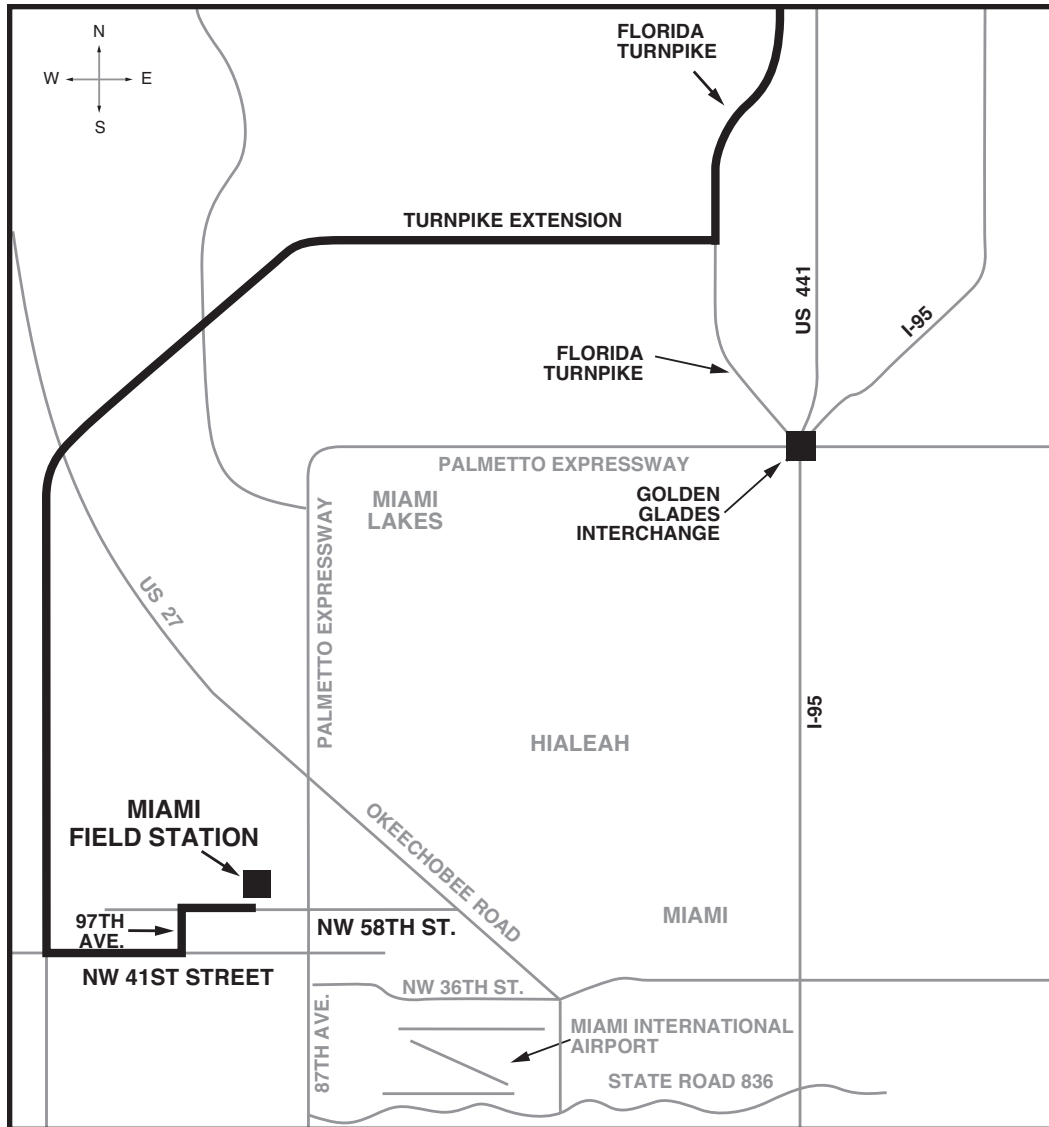 N
W E
S
FLORIDA
TURNPIKE
TURNPIKE EXTENSION
US 441
I-95
FLORIDA
TURNPIKE
PALMETTO EXPRESSWAY
GOLDEN
GLADES
INTERCHANGE
MIAMI
LAKES
PALMETTO EXPRESSWAY
US 27
I-95
HIALEAH
MIAMI
FIELD STATION
OKEECHOBEE ROAD
MIAMI
97TH
AVE.
NW 58TH ST.
NW 41ST STREET
NW 36TH ST.
87TH AVE.
MIAMI INTERNATIONAL
AIRPORT
STATE ROAD 836